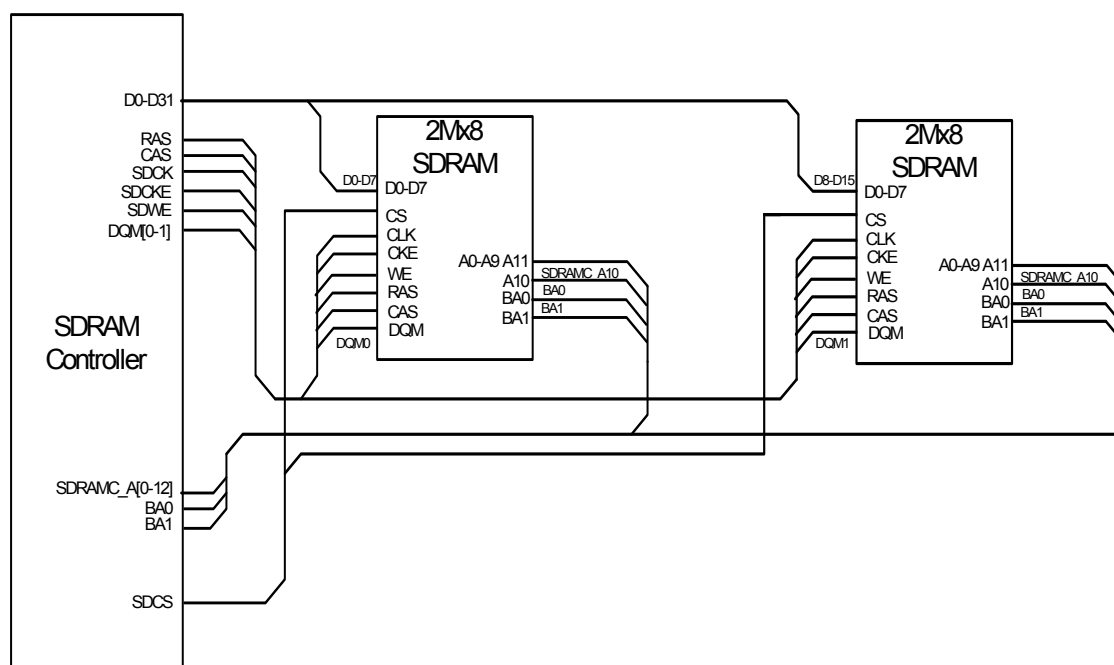 D0-D31
RAS
CAS
SDCK
SDCKE
SDWE
DQM[0-1]
SDRAM
Controller
SDRAMC_A[0-12]
BA0
BA1
SDCS
2Mx8
SDRAM
D0-D7
D0-D7
CS
CLK
CKE
WE
RAS
CAS
DQM
DQM0
A0-A9 A11
A10
BA0
BA1
SDRAMC_A10
BA0
BA1
2Mx8
SDRAM
D8-D15
D0-D7
CS
CLK
CKE
WE
RAS
CAS
DQM
DQM1
A0-A9 A11
A10
BA0
BA1
SDRAMC_A10
BA0
BA1